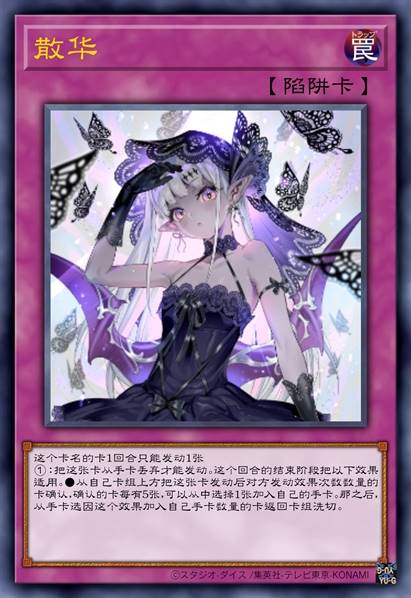 散华
トラップ
罠
【陷阱卡】
这个卡名的卡1回合只能发动1张
①:把这张卡从手卡丢弃才能发动。这个回合的结束阶段把以下效果
适用。●从自己卡组上方把这张卡发动后对方发动效果次数数量的
卡确认,确认的卡每有5张,可以从中选择1张加入自己的手卡。那之后,
从手卡选因这个效果加入自己手卡数量的卡返回卡组洗切。
©スタジオ・ダイス /集英社・テレビ東京・KONAMI
YU-G